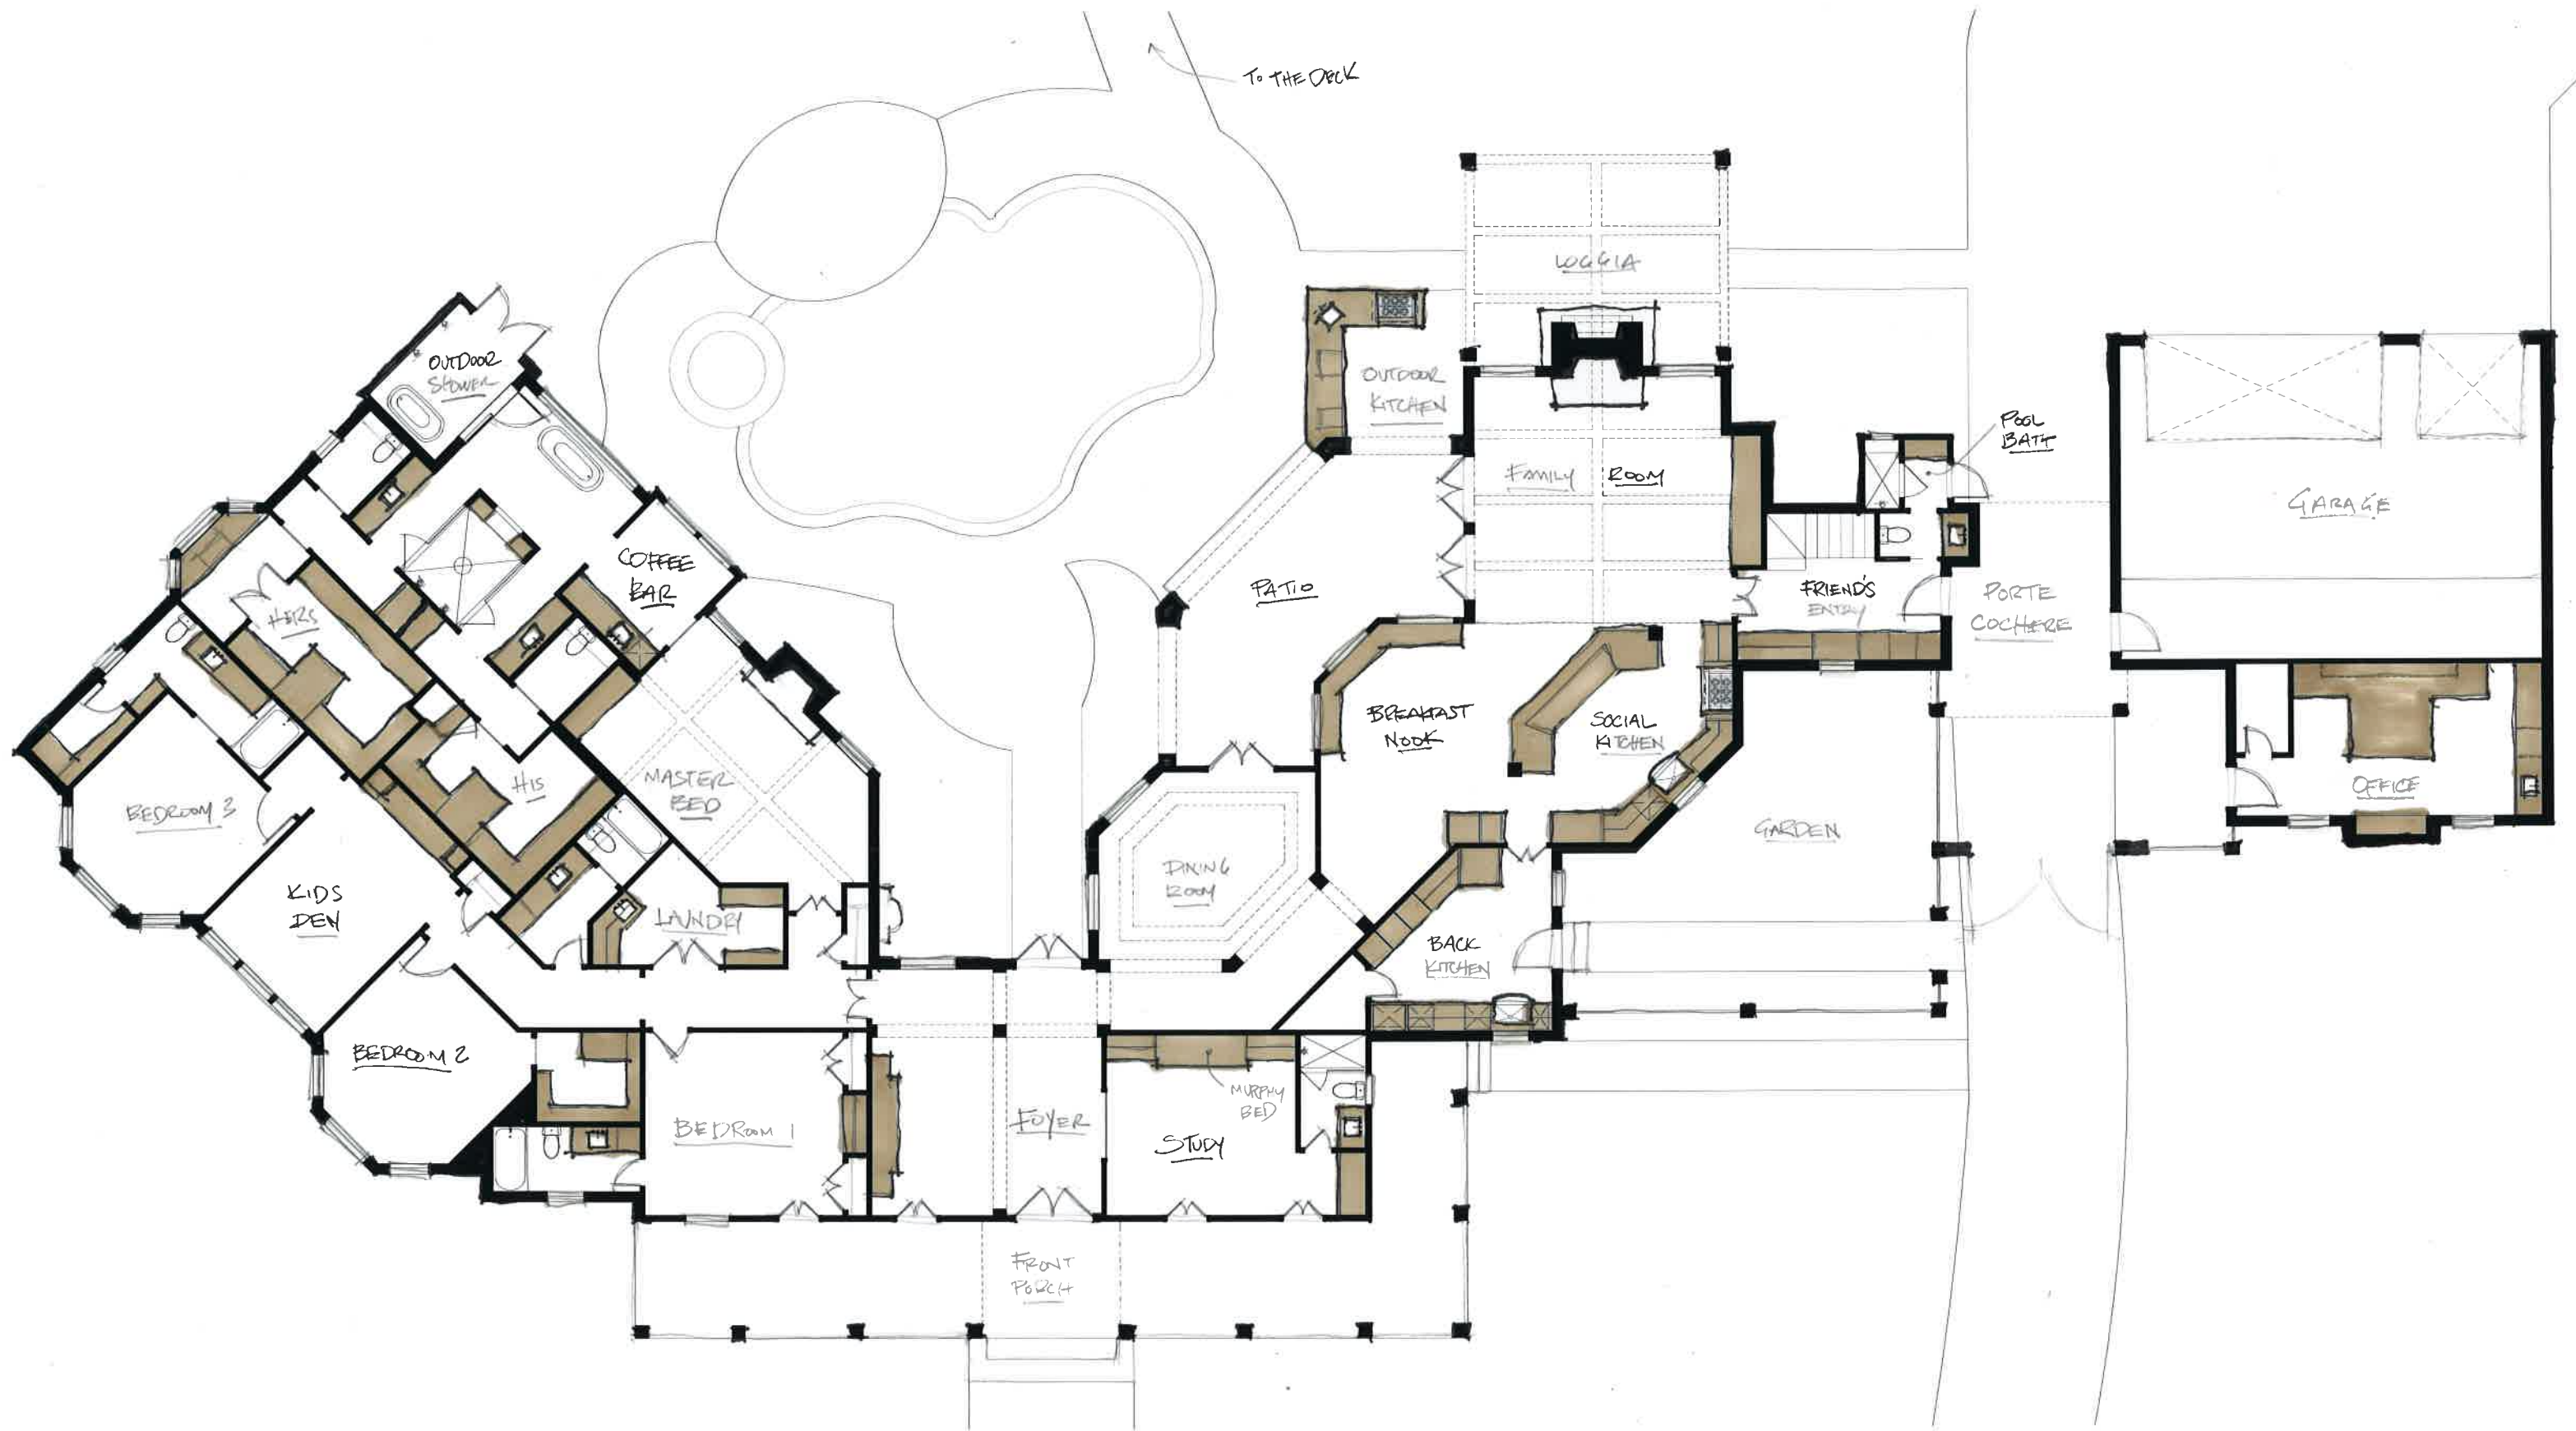 TO THE DECK
LOGGIA
OUTDOOR
SHOWER
OUTDOOR
KITCHEN
POOL
BATH
FAMILY ROOM
GARAGE
COFFEE
BAR
PATIO
FRIEND'S
ENTRY
PORTE
COCHERE
HERS
BREAKFAST
NOOK
SOCIAL
KITCHEN
HIS
MASTER
BED
OFFICE
BEDROOM 3
GARDEN
DINING
ROOM
KIDS
DEN
LAUNDRY
BACK
KITCHEN
BEDROOM 2
MURPHY
BED
BEDROOM 1
FOYER
STUDY
FRONT
PORCH